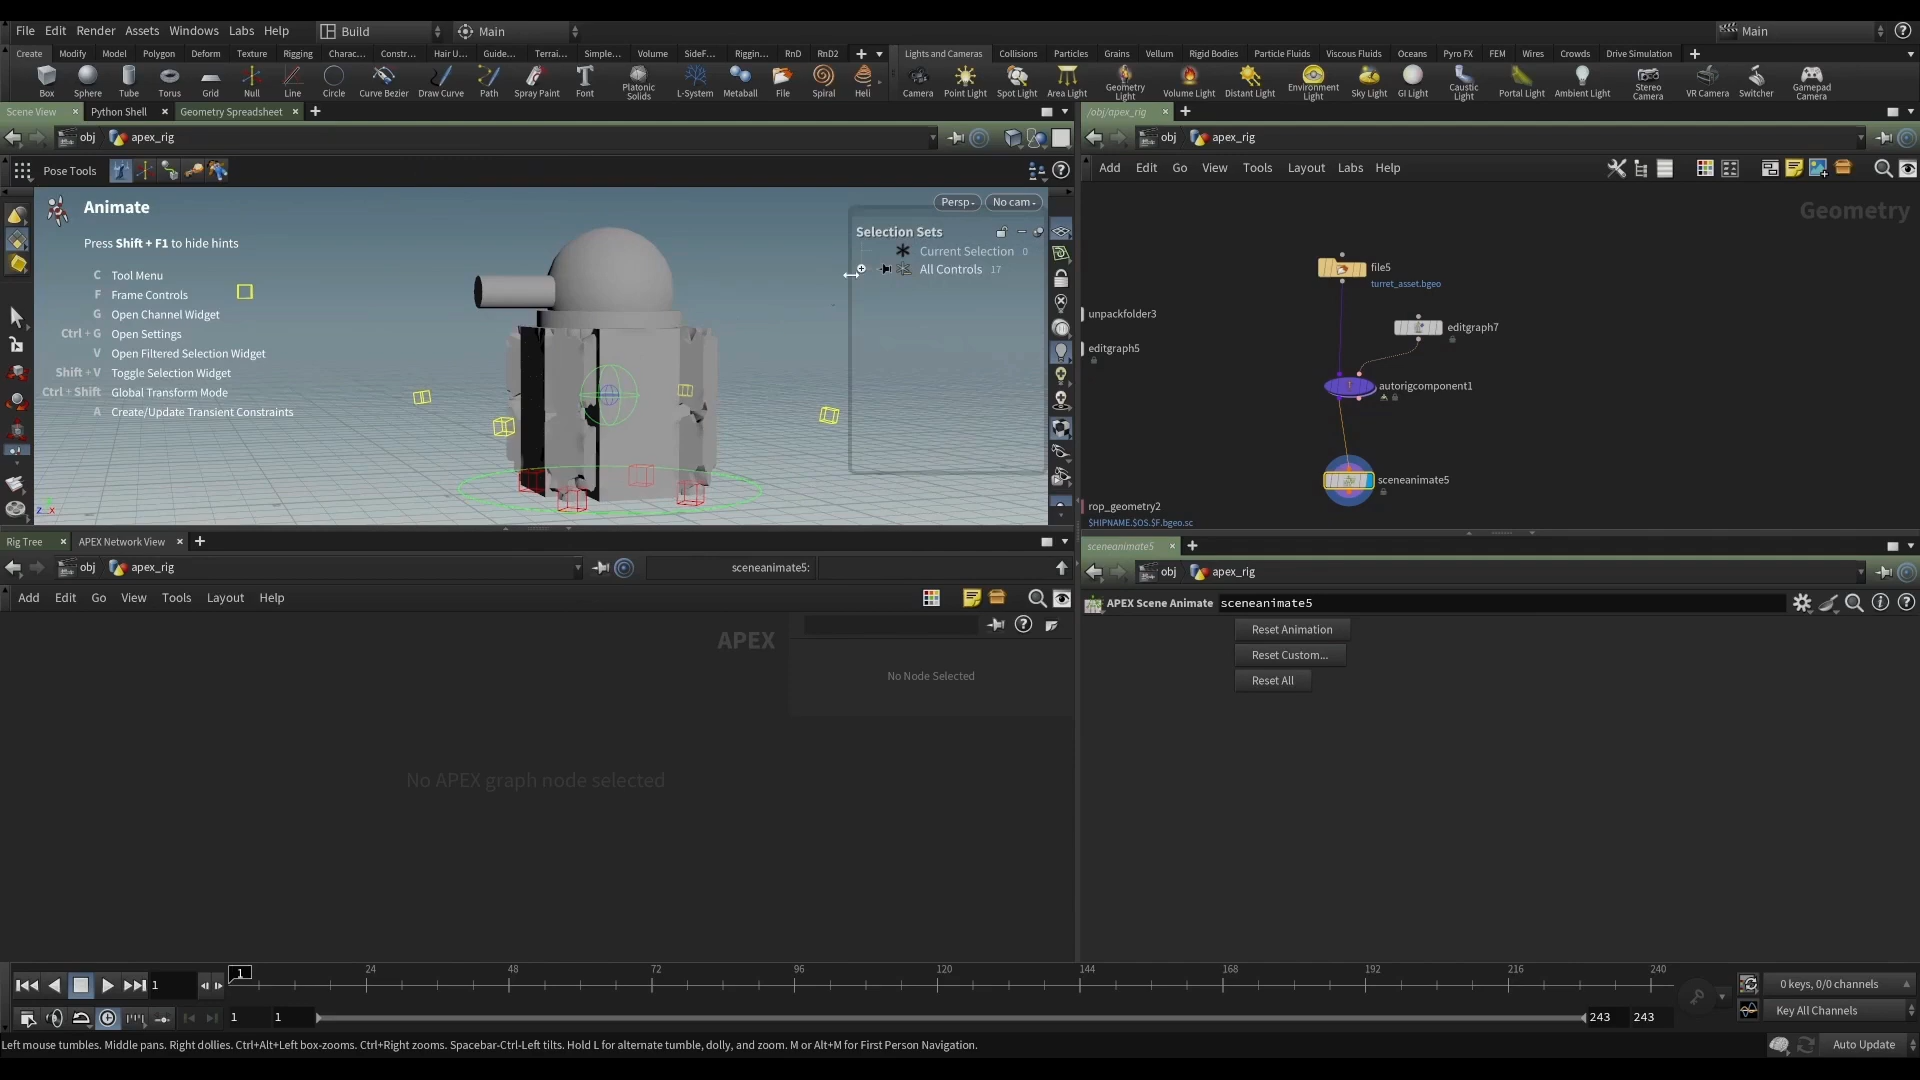 File Edit Render Assets Windows Labs Help Build Main Main
Create Modify Model Polygon Deform Texture Rigging Charac... Constr... Hair U... Guide... Terrai... Simple... Volume SideF... Riggin... RnD RnD2 Lights and Cameras Collisions Particles Grains Vellum Rigid Bodies Particle Fluids Viscous Fluids Oceans Pyro FX FEM Wires Crowds Drive Simulation
Box Sphere Tube Torus Grid Null Line Circle Curve Bezier Draw Curve Path Spray Paint Font Platonic Solids L-System Metaball File Spiral Heli Camera Point Light Spot Light Area Light Geometry Light Volume Light Distant Light Environment Light Sky Light GI Light Caustic Light Portal Light Ambient Light Stereo Camera VR Camera Switcher Gamepad Camera
Scene View Python Shell Geometry Spreadsheet
obj apex_rig
Pose Tools
Animate
Press Shift + F1 to hide hints
C Tool Menu
F Frame Controls
G Open Channel Widget
Ctrl + G Open Settings
V Open Filtered Selection Widget
Shift + V Toggle Selection Widget
Ctrl + Shift Global Transform Mode
A Create/Update Transient Constraints
Persp No cam
Selection Sets
Current Selection 0
All Controls 17
z x
/obj/apex_rig
obj apex_rig
Add Edit Go View Tools Layout Labs Help
Geometry
file5
turret_asset.bgeo
unpackfolder3
editgraph7
editgraph5
autorigcomponent1
sceneanimate5
rop_geometry2
$HIPNAME.$OS.$F.bgeo.sc
Rig Tree APEX Network View
obj apex_rig sceneanimate5:
Add Edit Go View Tools Layout Help
APEX
No Node Selected
No APEX graph node selected
sceneanimate5
obj apex_rig
APEX Scene Animate sceneanimate5
Reset Animation
Reset Custom...
Reset All
1 1 24 48 72 96 120 144 168 192 216 240 0 keys, 0/0 channels
1 1 243 243 Key All Channels
Left mouse tumbles. Middle pans. Right dollies. Ctrl+Alt+Left box-zooms. Ctrl+Right zooms. Spacebar-Ctrl-Left tilts. Hold L for alternate tumble, dolly, and zoom. M or Alt+M for First Person Navigation. Auto Update